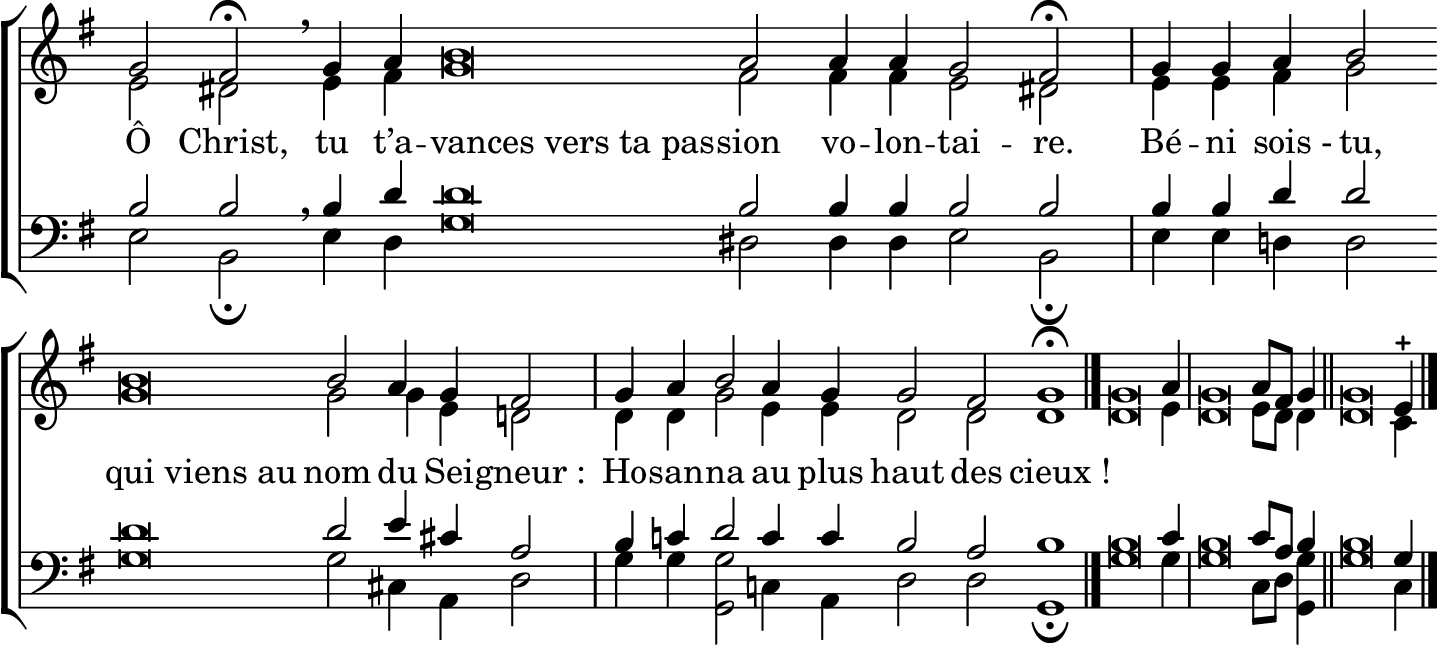 Ô Christ, tu t’a -- vances vers ta passion vo -- lon -- tai -- re. Bé -- ni sois - tu,
qui viens au nom du Seigneur : Hosanna au plus haut des cieux !